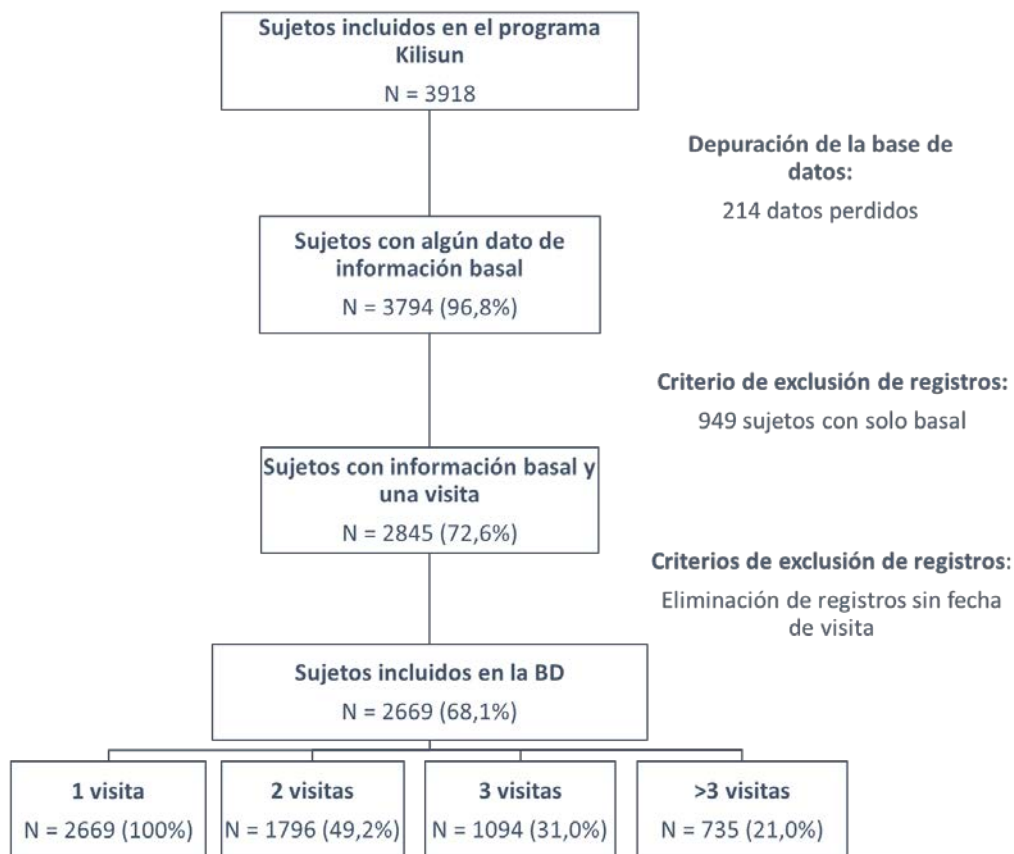 Sujetos incluidos en el programa
Kilisun
N = 3918
Depuración de la base de
datos:
214 datos perdidos
Sujetos con algún dato de
información basal
N = 3794 (96,8%)
Criterio de exclusión de registros:
949 sujetos con solo basal
Sujetos con información basal y
una visita
N = 2845 (72,6%)
Criterios de exclusión de registros:
Eliminación de registros sin fecha
de visita
Sujetos incluidos en la BD
N = 2669 (68,1%)
1 visita
N = 2669 (100%)
2 visitas
N = 1796 (49,2%)
3 visitas
N = 1094 (31,0%)
>3 visitas
N = 735 (21,0%)